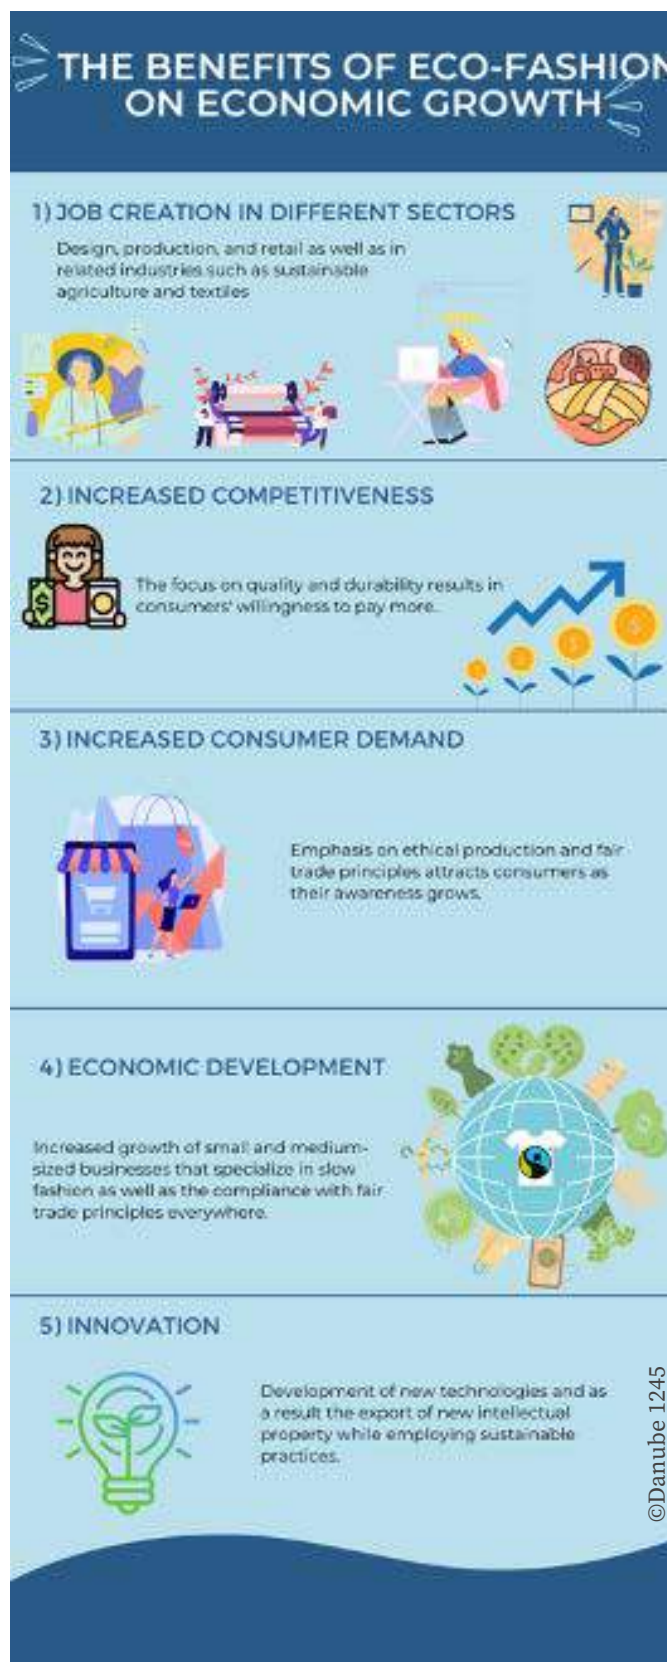 THE BENEFITS OF ECO-FASHION
ON ECONOMIC GROWTH
1) JOB CREATION IN DIFFERENT SECTORS
Design, production, and retail as well as in
related industries such as sustainable
agriculture and textiles
2) INCREASED COMPETITIVENESS
The focus on quality and durability results in
consumers' willingness to pay more.
3) INCREASED CONSUMER DEMAND
Emphasis on ethical production and fair
trade principles attracts consumers as
their awareness grows.
4) ECONOMIC DEVELOPMENT
Increased growth of small and medium-
sized businesses that specialize in slow
fashion as well as the compliance with fair
trade principles everywhere.
5) INNOVATION
Development of new technologies and as
a result the export of new intellectual
property while employing sustainable
practices.
©Danube 1245